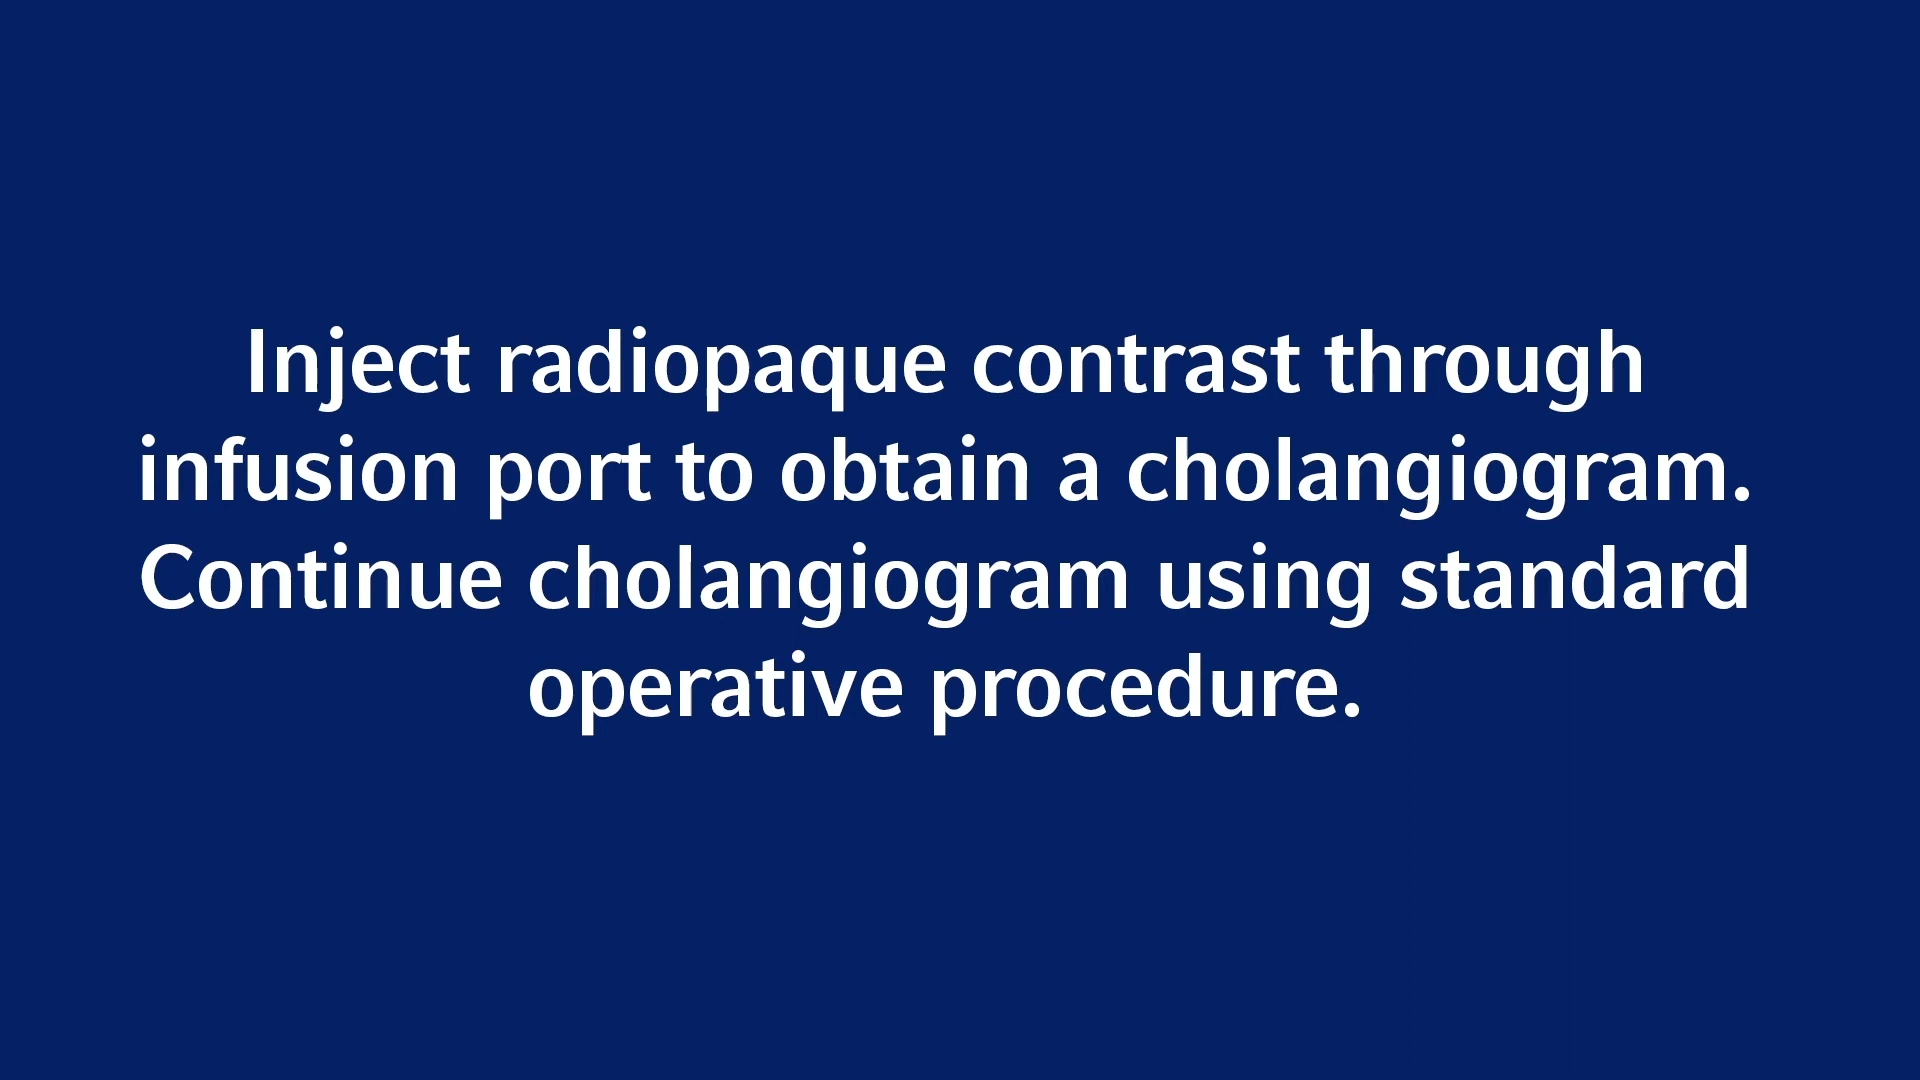 Inject radiopaque contrast through
infusion port to obtain a cholangiogram.
Continue cholangiogram using standard
operative procedure.